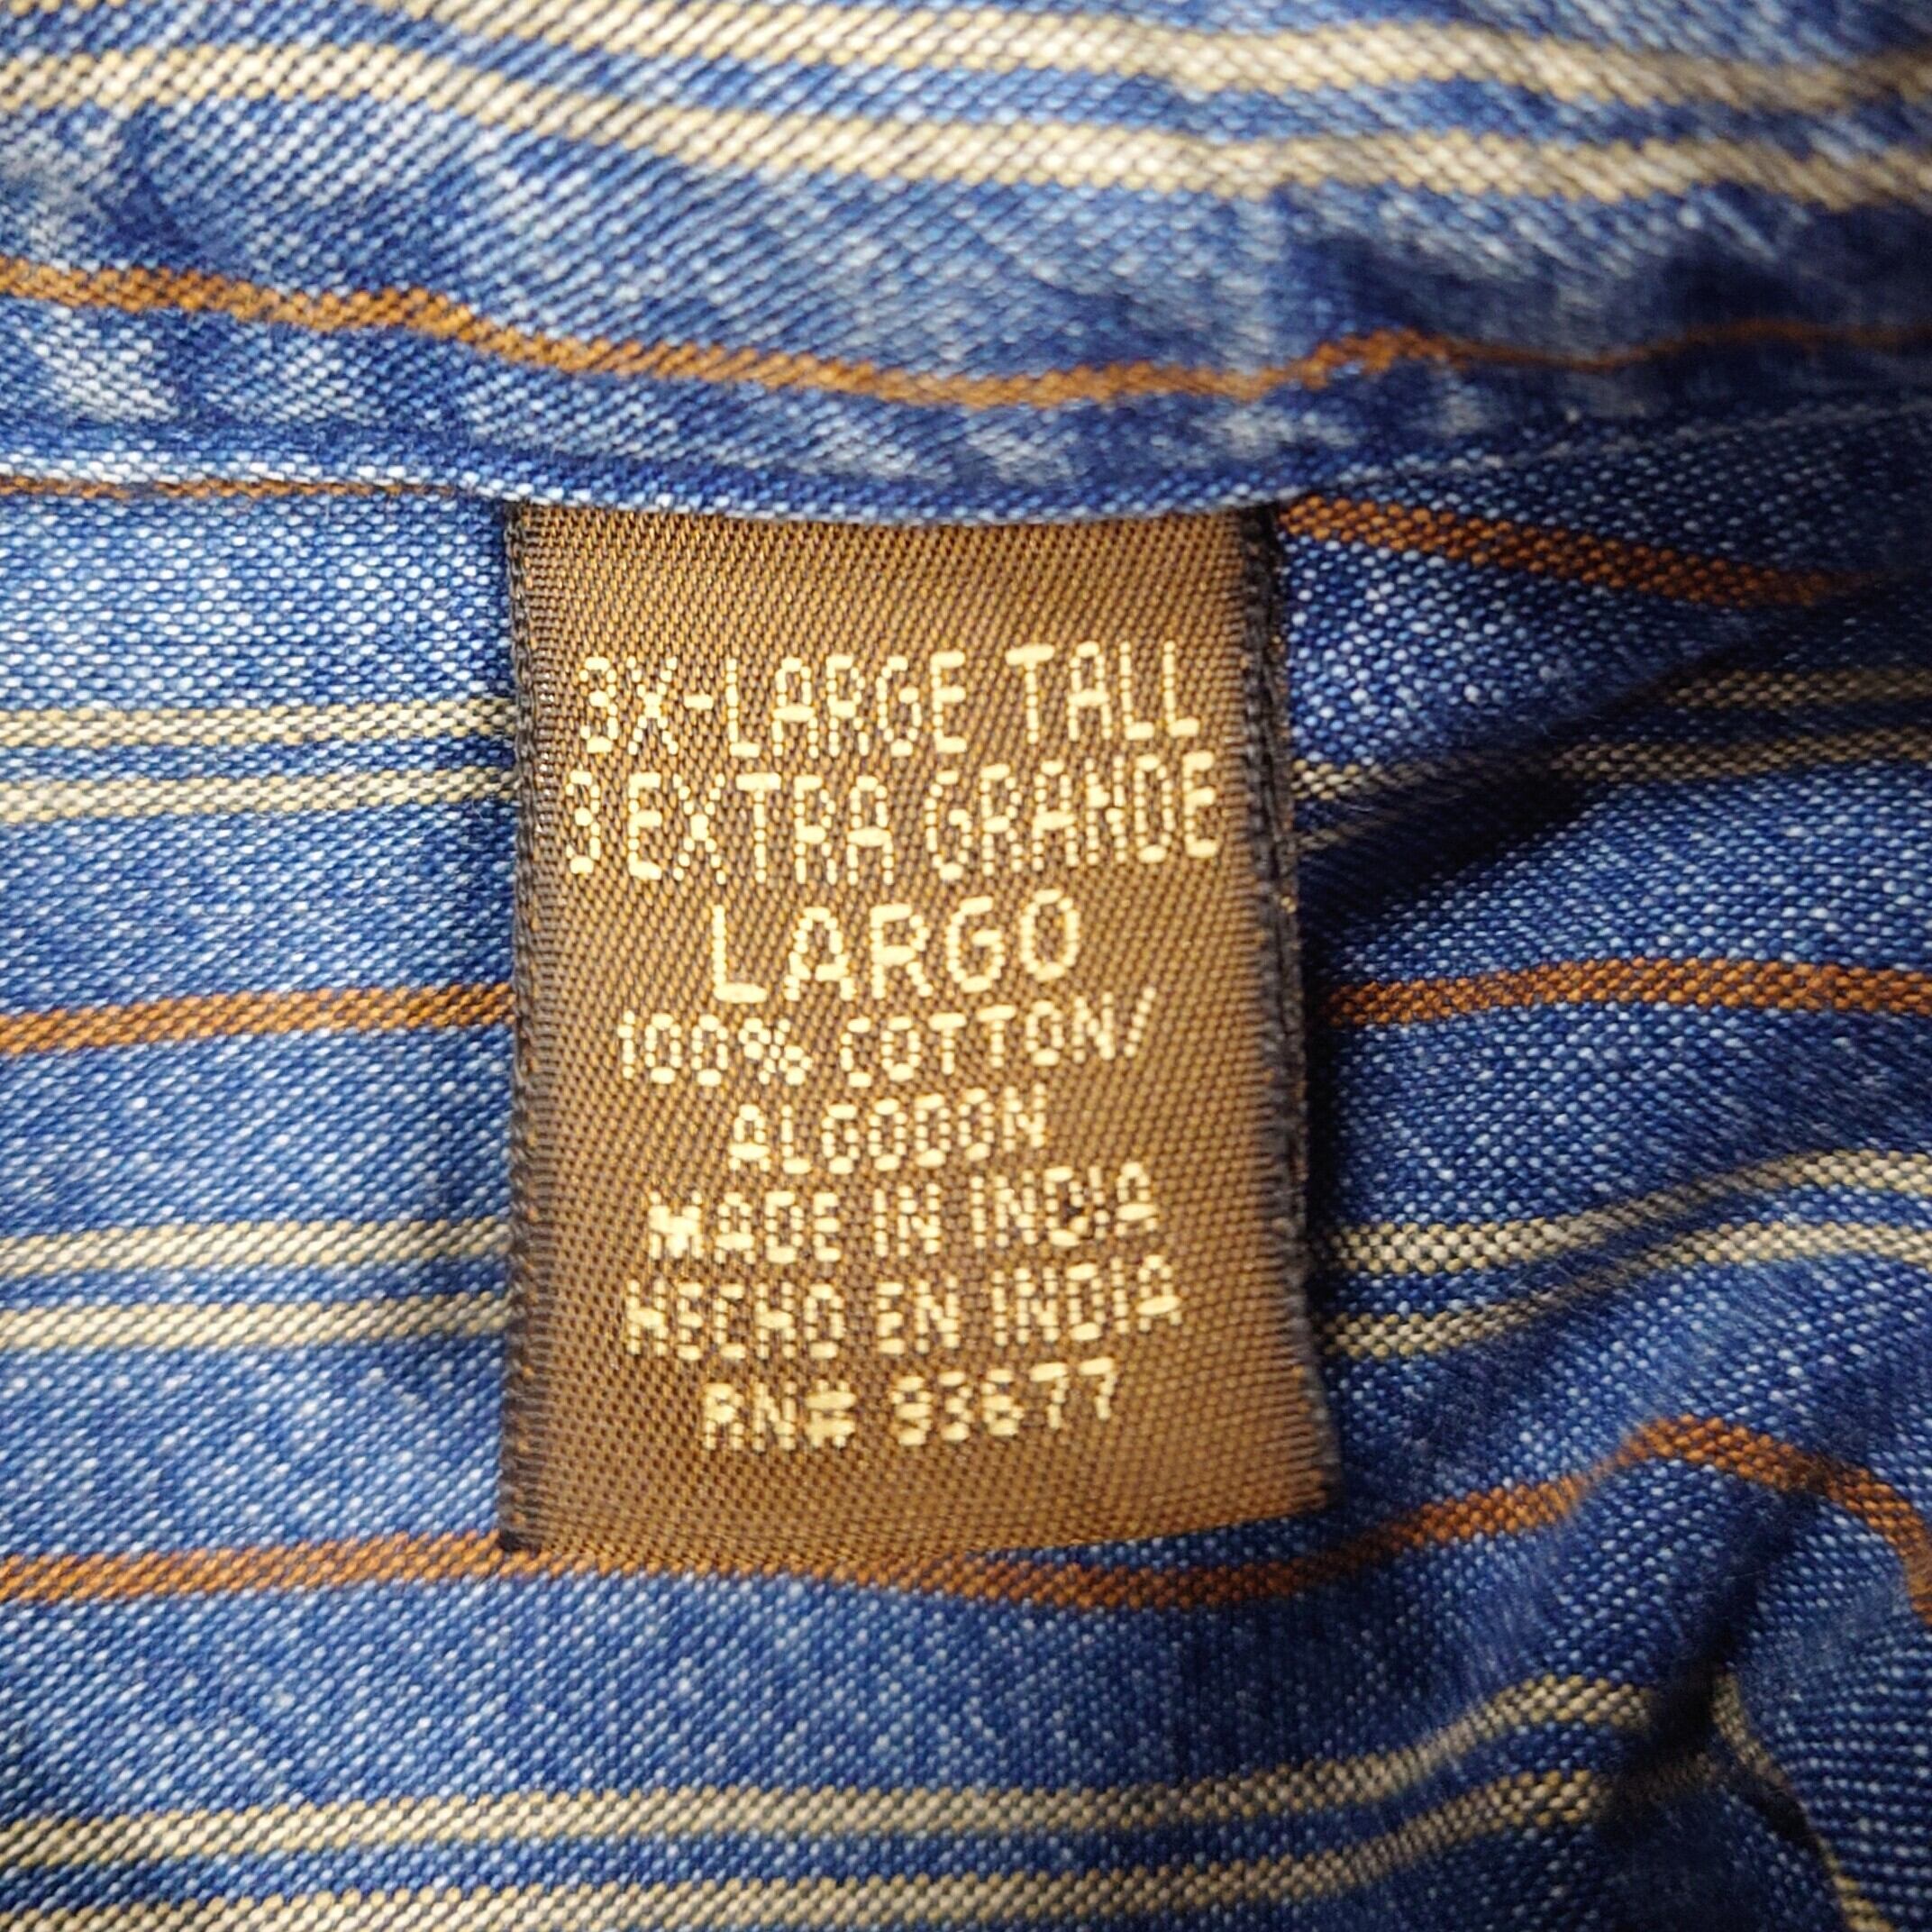 3X-LARGE TALL
3 EXTRA GRANDE
LARGO
100% COTTON/
ALGODON
MADE IN INDIA
HECHO EN INDIA
RN# 93677